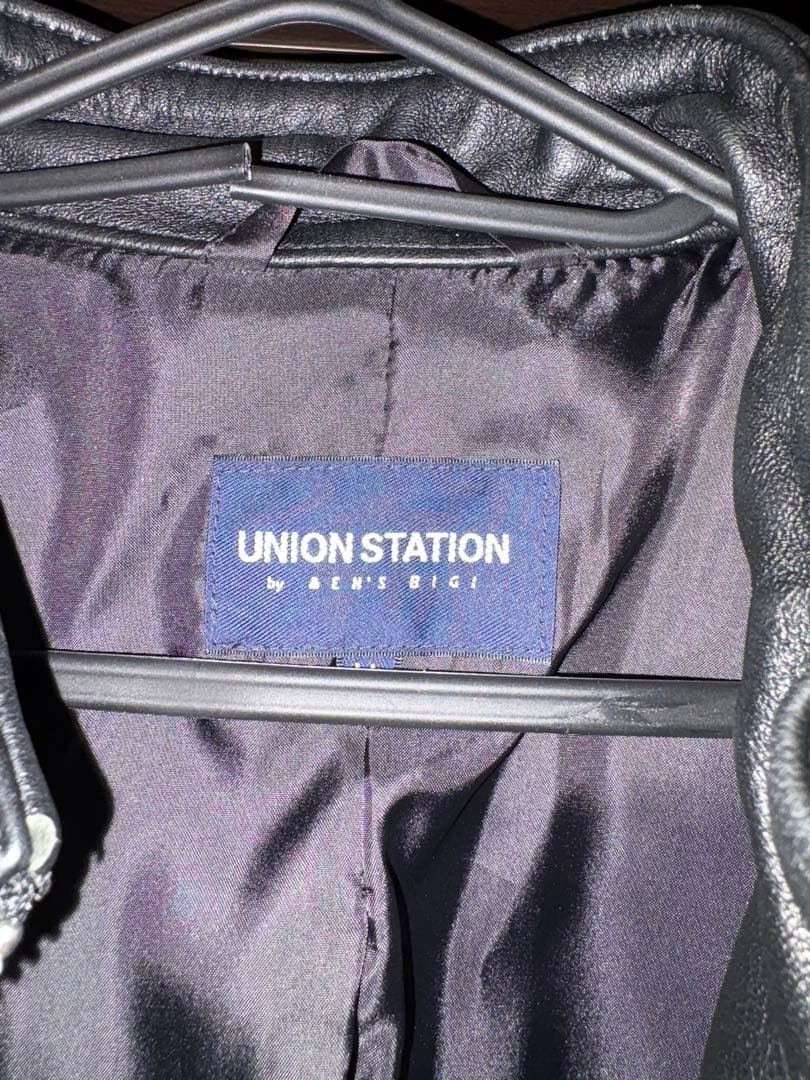 UNION STATION
by MEN'S BIGI